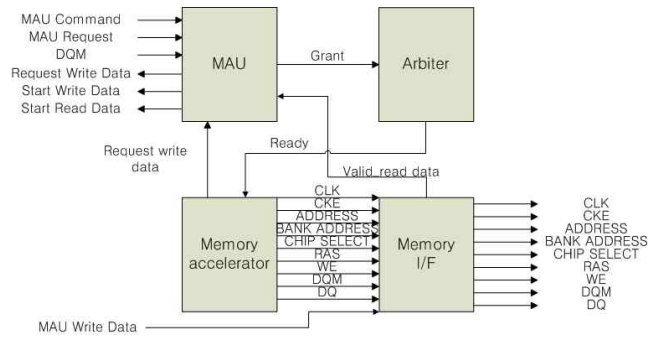 MAU Command
MAU Request
DQM
Request Write Data
Start Write Data
Start Read Data
MAU
Grant
Arbiter
Request write
data
Ready
Valid read data
Memory
accelerator
CLK
CKE
ADDRESS
BANK ADDRESS
CHIP SELECT
RAS
WE
DQM
DQ
Memory
I/F
CLK
CKE
ADDRESS
BANK ADDRESS
CHIP SELECT
RAS
WE
DQM
DQ
MAU Write Data